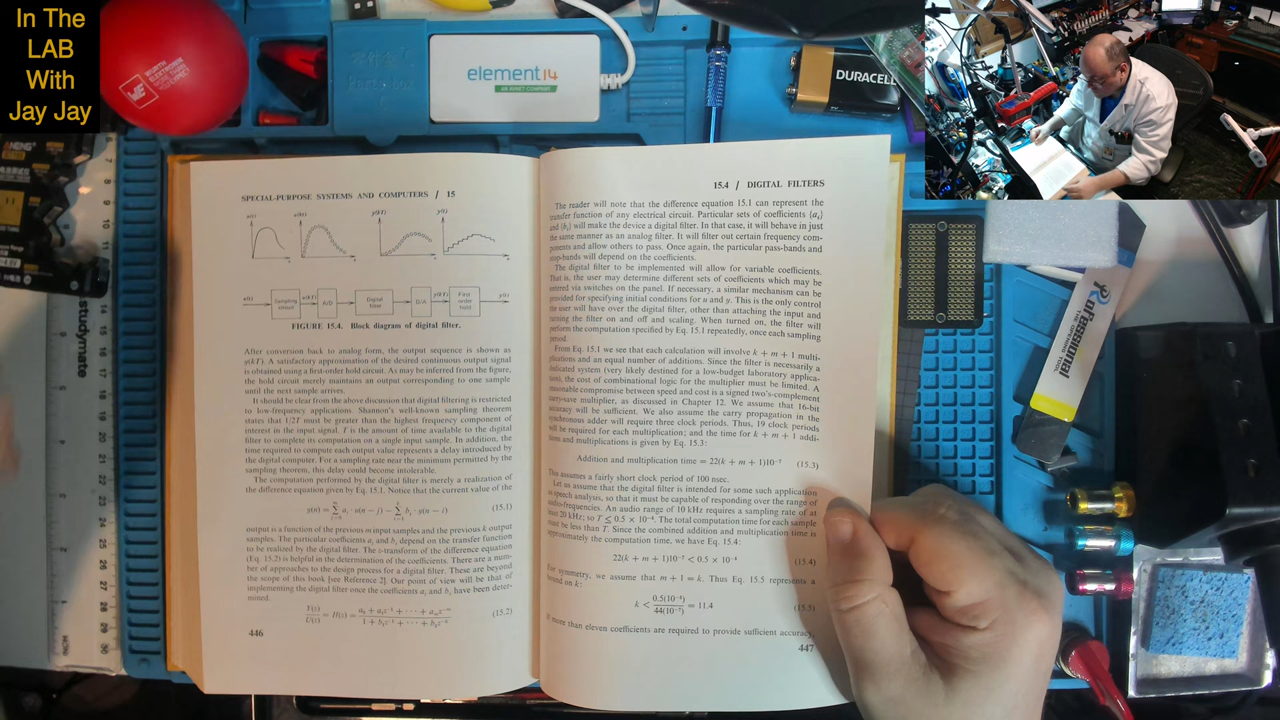 In The
LAB
With
Jay Jay
WÜRTH
ELEKTRONIK
MORE THAN
YOU EXPECT
element14
AN AVNET COMPANY
DURACELL
Professional
studymate
SPECIAL-PURPOSE SYSTEMS AND COMPUTERS / 15
Sampling
circuit
A/D
Digital
filter
D/A
First
order
hold
FIGURE 15.4. Block diagram of digital filter.
After conversion back to analog form, the output sequence is shown as
y(kT). A satisfactory approximation of the desired continuous output signal
is obtained using a first-order hold circuit. As may be inferred from the figure,
the hold circuit merely maintains an output corresponding to one sample
until the next sample arrives.
It should be clear from the above discussion that digital filtering is restricted
to low-frequency applications. Shannon's well-known sampling theorem
states that 1/2T must be greater than the highest frequency component of
interest in the input signal. T is the amount of time available to the digital
filter to complete its computation on a single input sample. In addition, the
time required to compute each output value represents a delay introduced by
the digital computer. For a sampling rate near the minimum permitted by the
sampling theorem, this delay could become intolerable.
The computation performed by the digital filter is merely a realization of
the difference equation given by Eq. 15.1. Notice that the current value of the
(15.1)
output is a function of the previous m input samples and the previous k output
samples. The particular coefficients aⱼ and bᵢ depend on the transfer function
to be realized by the digital filter. The z-transform of the difference equation
(Eq. 15.2) is helpful in the determination of the coefficients. There are a num-
ber of approaches to the design process for a digital filter. These are beyond
the scope of this book [see Reference 2]. Our point of view will be that of
implementing the digital filter once the coefficients aⱼ and bᵢ have been deter-
mined.
(15.2)
446
15.4 / DIGITAL FILTERS
The reader will note that the difference equation 15.1 can represent the
transfer function of any electrical circuit. Particular sets of coefficients {aᵢ}
and {bᵢ} will make the device a digital filter. In that case, it will behave in just
the same manner as an analog filter. It will filter out certain frequency com-
ponents and allow others to pass. Once again, the particular pass-bands and
stop-bands will depend on the coefficients.
The digital filter to be implemented will allow for variable coefficients.
That is, the user may determine different sets of coefficients which may be
entered via switches on the panel. If necessary, a similar mechanism can be
provided for specifying initial conditions for u and y. This is the only control
the user will have over the digital filter, other than attaching the input and
turning the filter on and off and scaling. When turned on, the filter will
perform the computation specified by Eq. 15.1 repeatedly, once each sampling
period.
From Eq. 15.1 we see that each calculation will involve k + m + 1 multi-
plications and an equal number of additions. Since the filter is necessarily a
dedicated system (very likely destined for a low-budget laboratory applica-
tion), the cost of combinational logic for the multiplier must be limited. A
reasonable compromise between speed and cost is a signed two's-complement
carry-save multiplier, as discussed in Chapter 12. We assume that 16-bit
accuracy will be sufficient. We also assume the carry propagation in the
synchronous adder will require three clock periods. Thus, 19 clock periods
will be required for each multiplication; and the time for k + m + 1 addi-
tions and multiplications is given by Eq. 15.3:
Addition and multiplication time = 22(k + m + 1)10⁻⁷ (15.3)
This assumes a fairly short clock period of 100 nsec.
Let us assume that the digital filter is intended for some such application
as speech analysis, so that it must be capable of responding over the range of
audio-frequencies. An audio range of 10 kHz requires a sampling rate of at
least 20 kHz; so T ≤ 0.5 × 10⁻⁴. The total computation time for each sample
must be less than T. Since the combined addition and multiplication time is
approximately the computation time, we have Eq. 15.4:
22(k + m + 1)10⁻⁷ < 0.5 × 10⁻⁴ (15.4)
For symmetry, we assume that m + 1 = k. Thus Eq. 15.5 represents a
bound on k:
k < 0.5(10⁻⁴)/44(10⁻⁷) = 11.4 (15.5)
If more than eleven coefficients are required to provide sufficient accuracy,
447